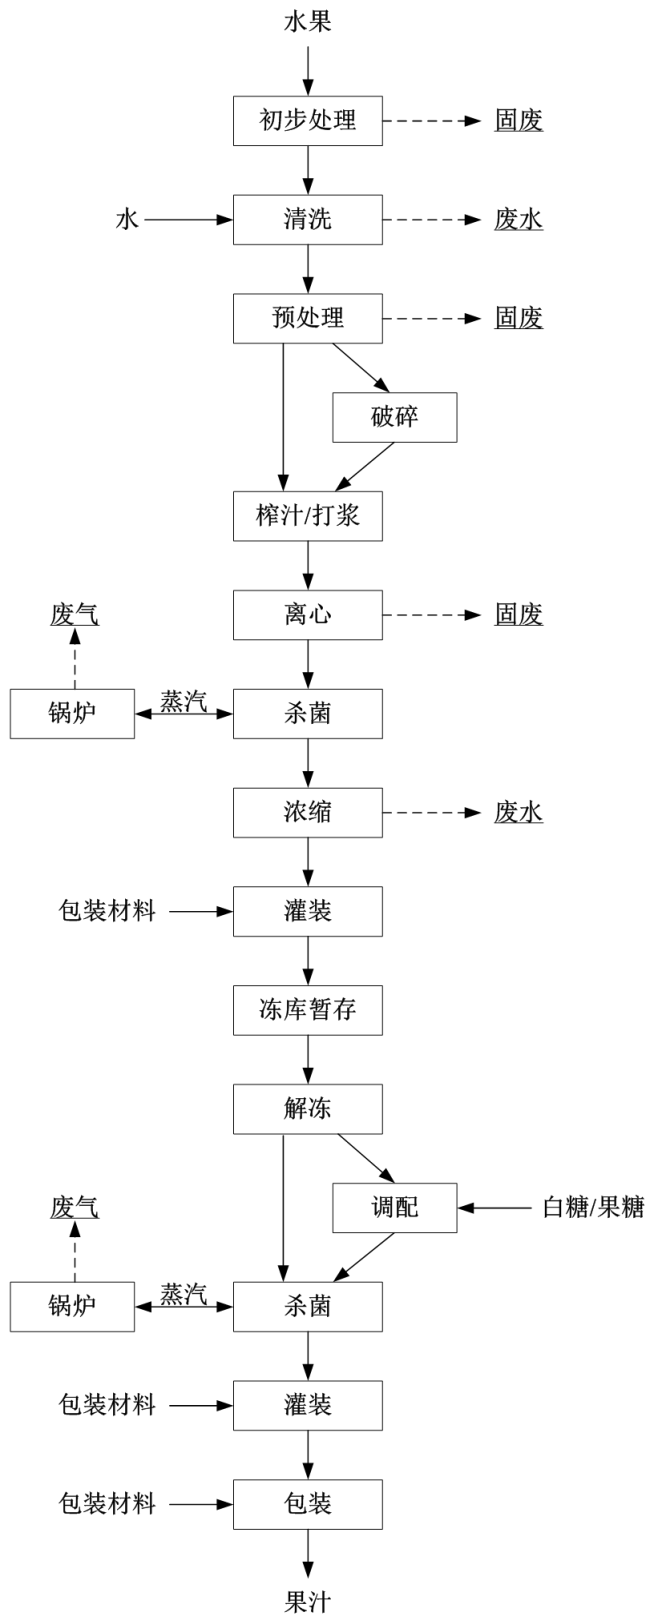 水果
初步处理
固废
水
清洗
废水
预处理
固废
破碎
榨汁/打浆
废气
离心
固废
锅炉
蒸汽
杀菌
浓缩
废水
包装材料
灌装
冻库暂存
解冻
废气
调配
白糖/果糖
锅炉
蒸汽
杀菌
包装材料
灌装
包装材料
包装
果汁